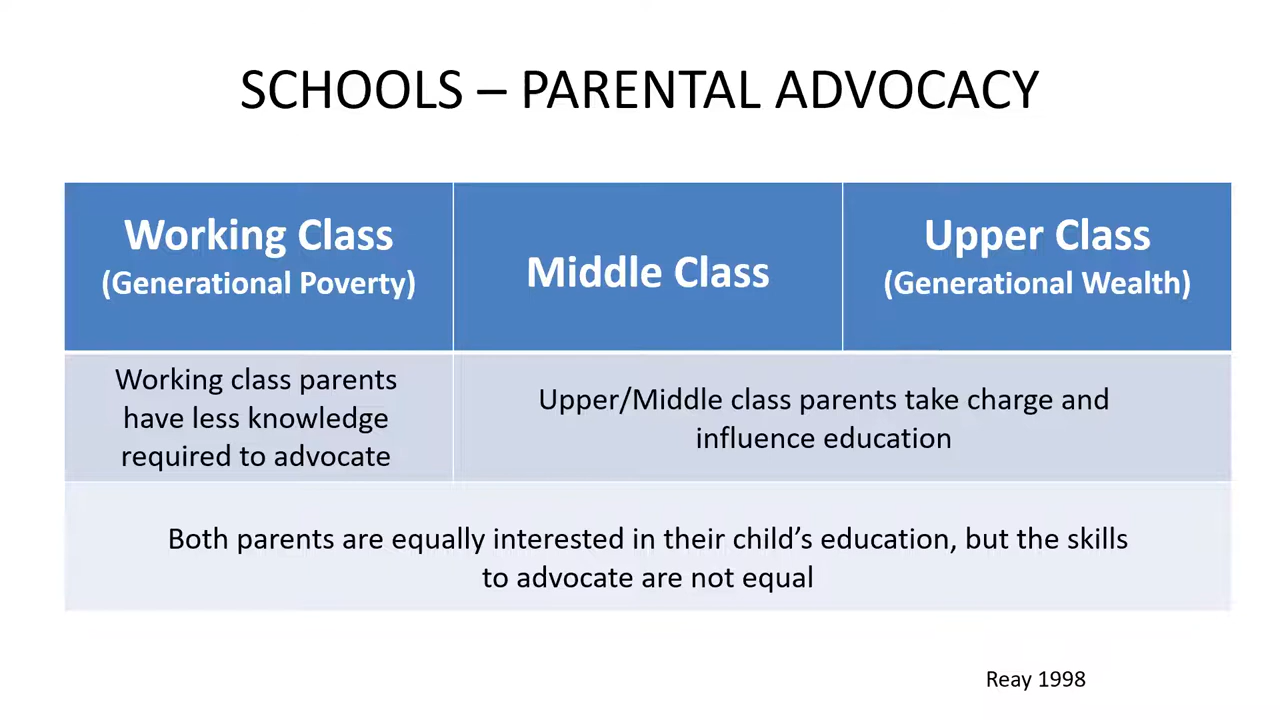 SCHOOLS – PARENTAL ADVOCACY
Working Class
(Generational Poverty)
Middle Class
Upper Class
(Generational Wealth)
Working class parents
have less knowledge
required to advocate
Upper/Middle class parents take charge and
influence education
Both parents are equally interested in their child’s education, but the skills
to advocate are not equal
Reay 1998